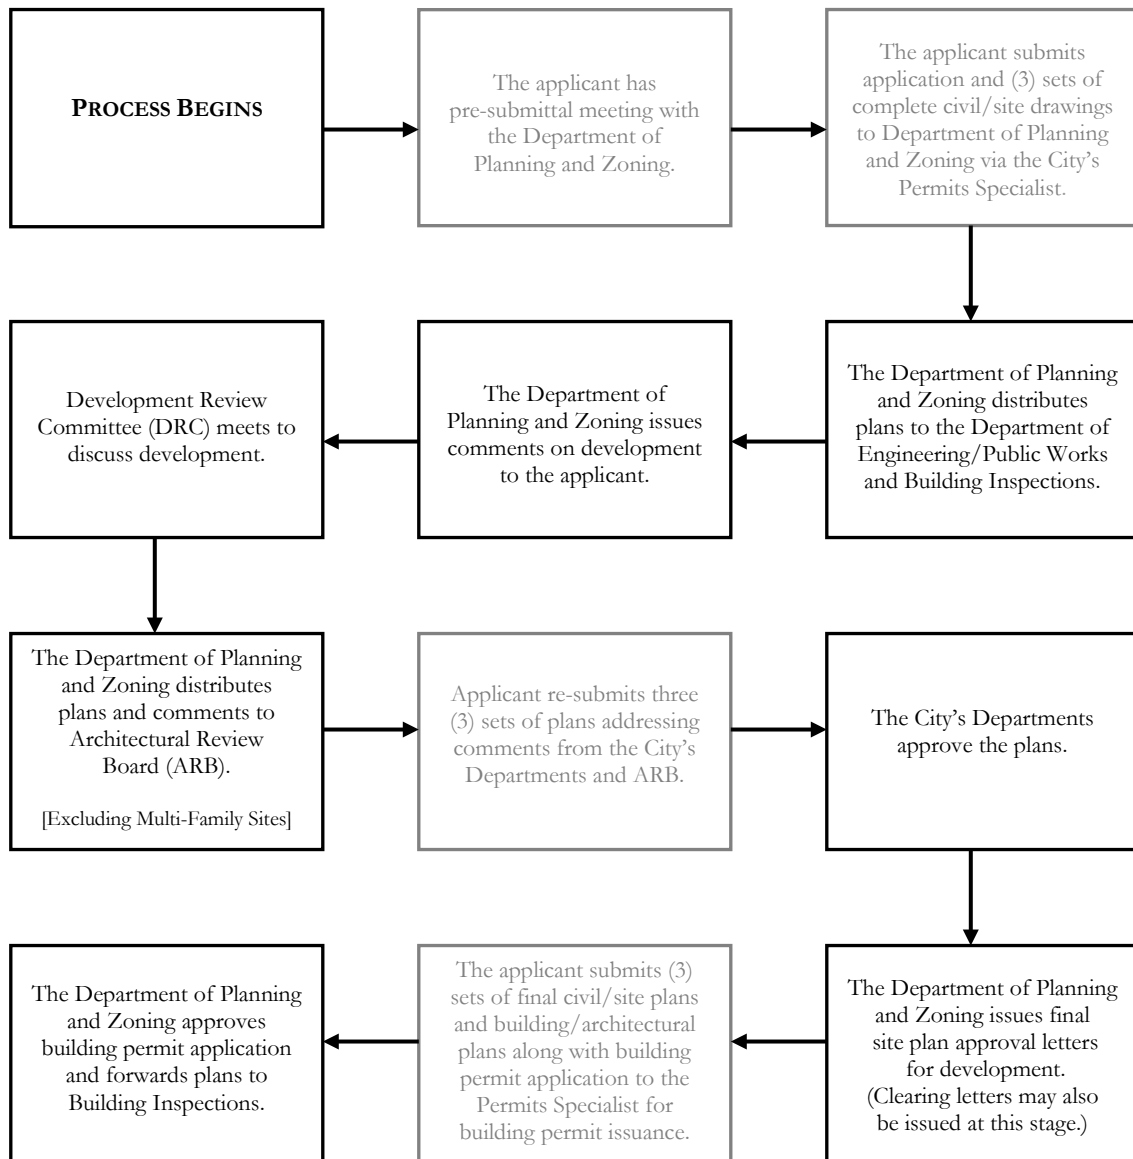 PROCESS BEGINS
The applicant has
pre-submittal meeting with
the Department of
Planning and Zoning.
The applicant submits
application and (3) sets of
complete civil/site drawings
to Department of Planning
and Zoning via the City's
Permits Specialist.
The Department of Planning
and Zoning distributes
plans to the Department of
Engineering/Public Works
and Building Inspections.
The Department of
Planning and Zoning issues
comments on development
to the applicant.
Development Review
Committee (DRC) meets to
discuss development.
The Department of Planning
and Zoning distributes
plans and comments to
Architectural Review
Board (ARB).
[Excluding Multi-Family Sites]
Applicant re-submits three
(3) sets of plans addressing
comments from the City's
Departments and ARB.
The City's Departments
approve the plans.
The Department of Planning
and Zoning issues final
site plan approval letters
for development.
(Clearing letters may also
be issued at this stage.)
The applicant submits (3)
sets of final civil/site plans
and building/architectural
plans along with building
permit application to the
Permits Specialist for
building permit issuance.
The Department of Planning
and Zoning approves
building permit application
and forwards plans to
Building Inspections.